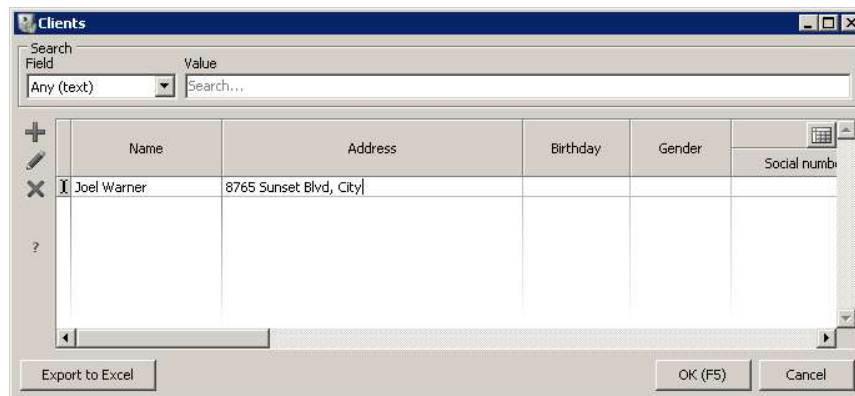 Clients
Search
Field Value
Any (text) Search...
Name Address Birthday Gender
Social numbe
Joel Warner 8765 Sunset Blvd, City
?
Export to Excel OK (F5) Cancel